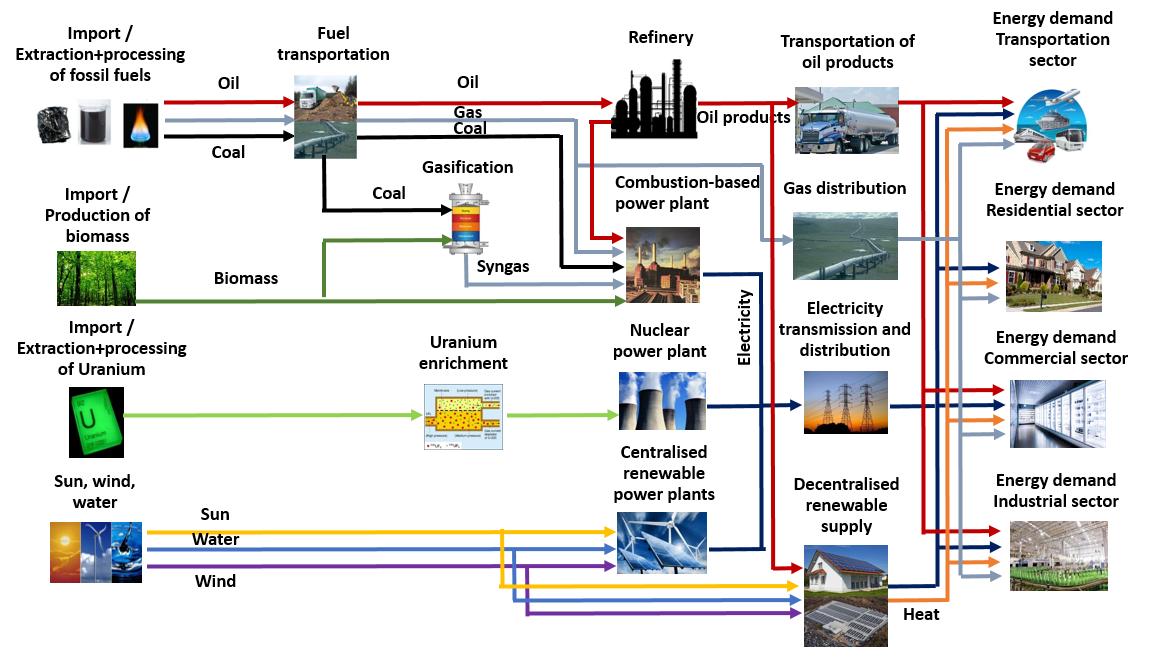 Import /
Extraction+processing
of fossil fuels
Fuel
transportation
Refinery
Transportation of
oil products
Energy demand
Transportation
sector
Oil
Oil
Gas
Coal
Oil products
Coal
Gasification
Coal
Combustion-based
power plant
Gas distribution
Energy demand
Residential sector
Import /
Production of
biomass
Biomass
Syngas
Electricity
Import /
Extraction+processing
of Uranium
Uranium
enrichment
Nuclear
power plant
Electricity
transmission and
distribution
Energy demand
Commercial sector
U
Uranium
Sun, wind,
water
Centralised
renewable
power plants
Decentralised
renewable
supply
Energy demand
Industrial sector
Sun
Water
Wind
Heat